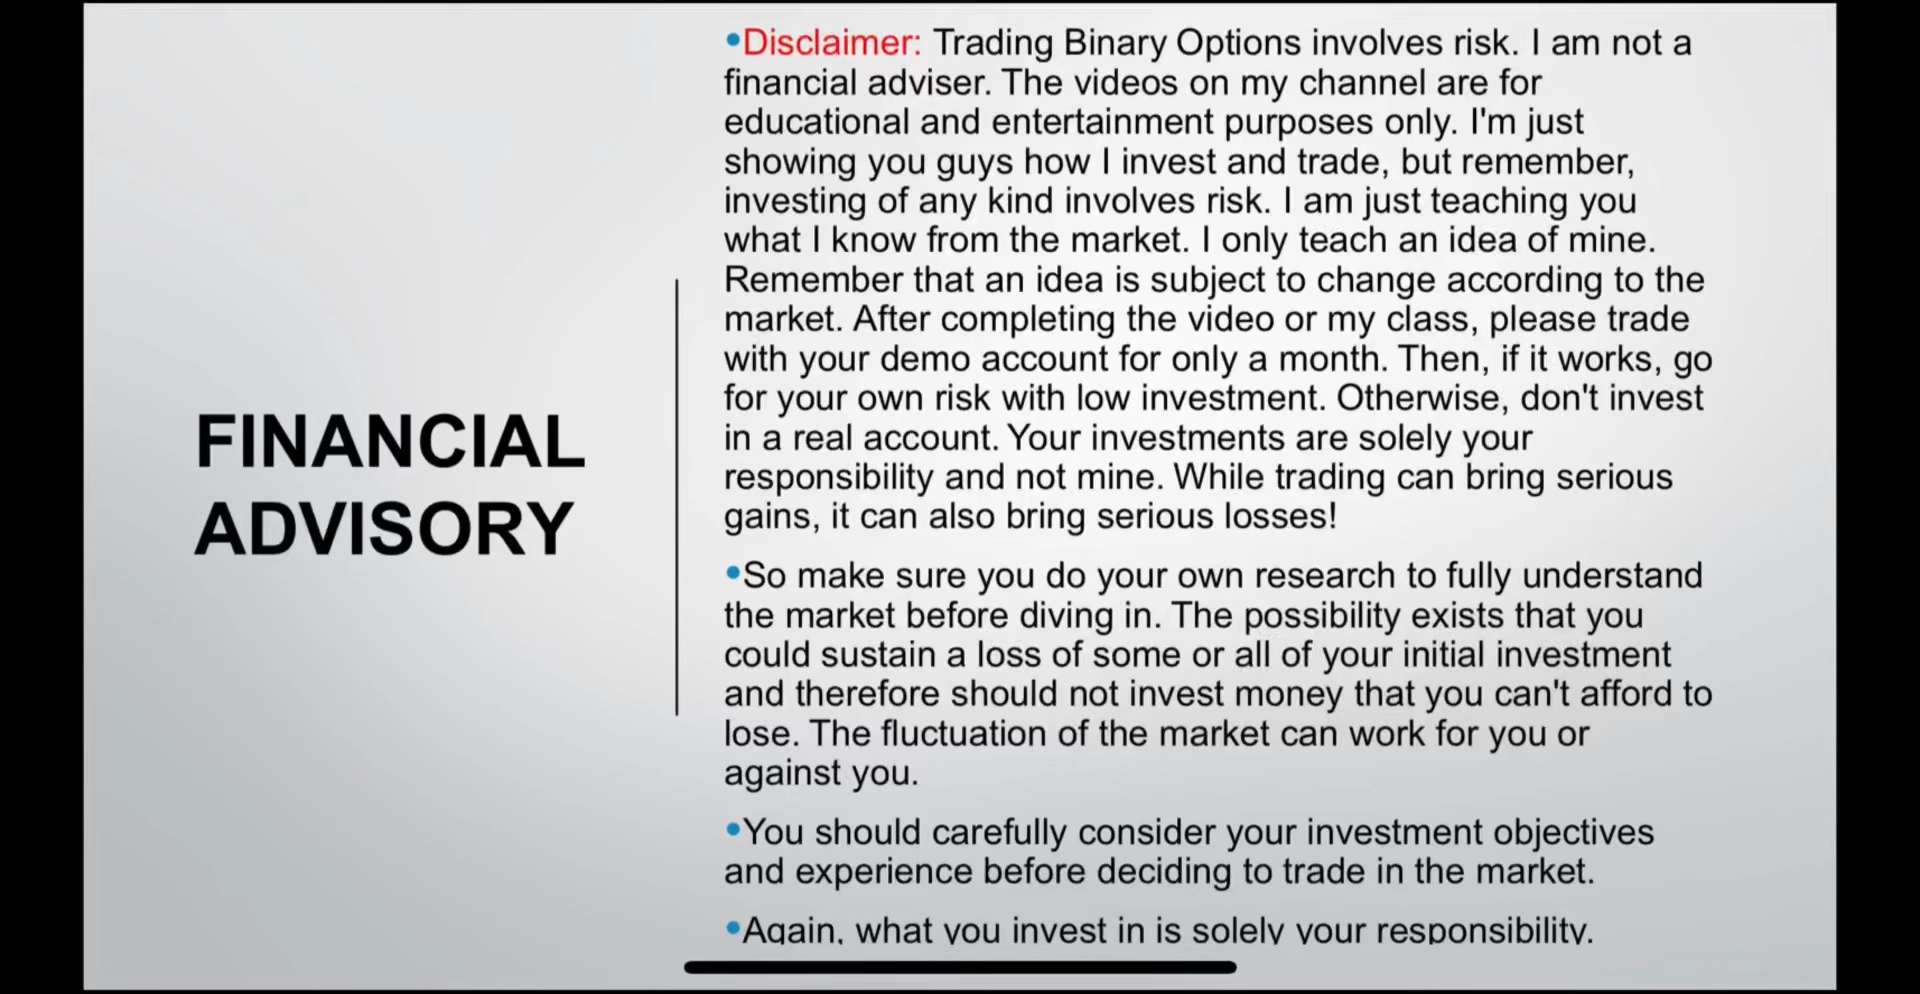 FINANCIAL
ADVISORY
•Disclaimer: Trading Binary Options involves risk. I am not a
financial adviser. The videos on my channel are for
educational and entertainment purposes only. I'm just
showing you guys how I invest and trade, but remember,
investing of any kind involves risk. I am just teaching you
what I know from the market. I only teach an idea of mine.
Remember that an idea is subject to change according to the
market. After completing the video or my class, please trade
with your demo account for only a month. Then, if it works, go
for your own risk with low investment. Otherwise, don't invest
in a real account. Your investments are solely your
responsibility and not mine. While trading can bring serious
gains, it can also bring serious losses!
•So make sure you do your own research to fully understand
the market before diving in. The possibility exists that you
could sustain a loss of some or all of your initial investment
and therefore should not invest money that you can't afford to
lose. The fluctuation of the market can work for you or
against you.
•You should carefully consider your investment objectives
and experience before deciding to trade in the market.
•Again, what you invest in is solely your responsibility.